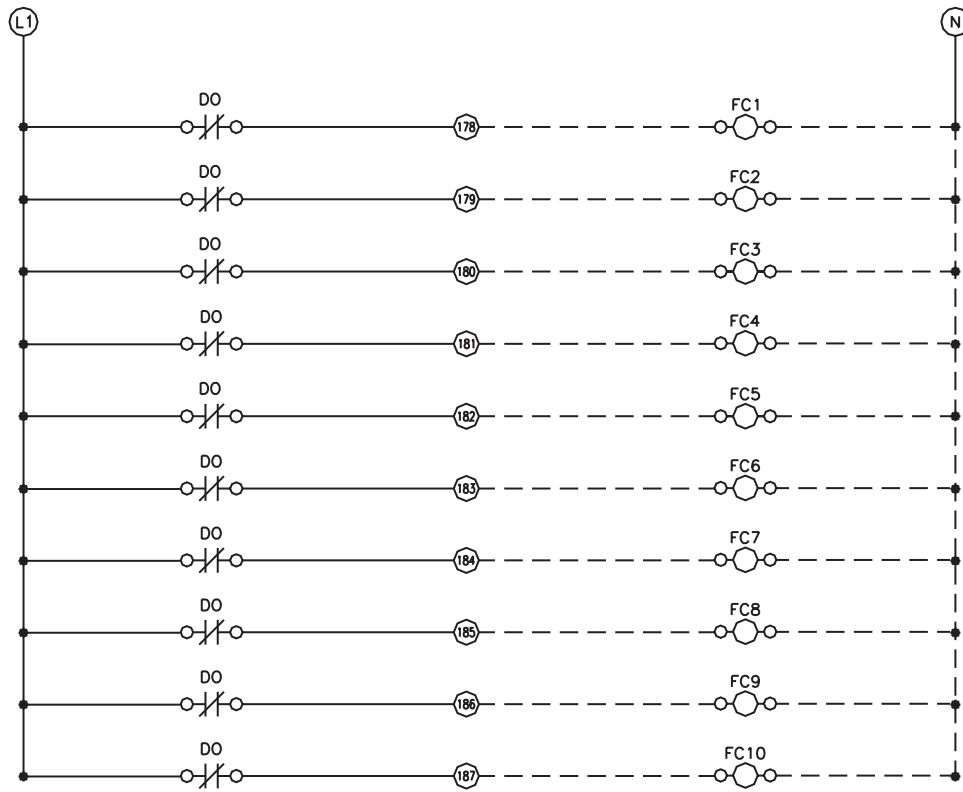 L1 N
DO FC1
178
DO FC2
179
DO FC3
180
DO FC4
181
DO FC5
182
DO FC6
183
DO FC7
184
DO FC8
185
DO FC9
186
DO FC10
187